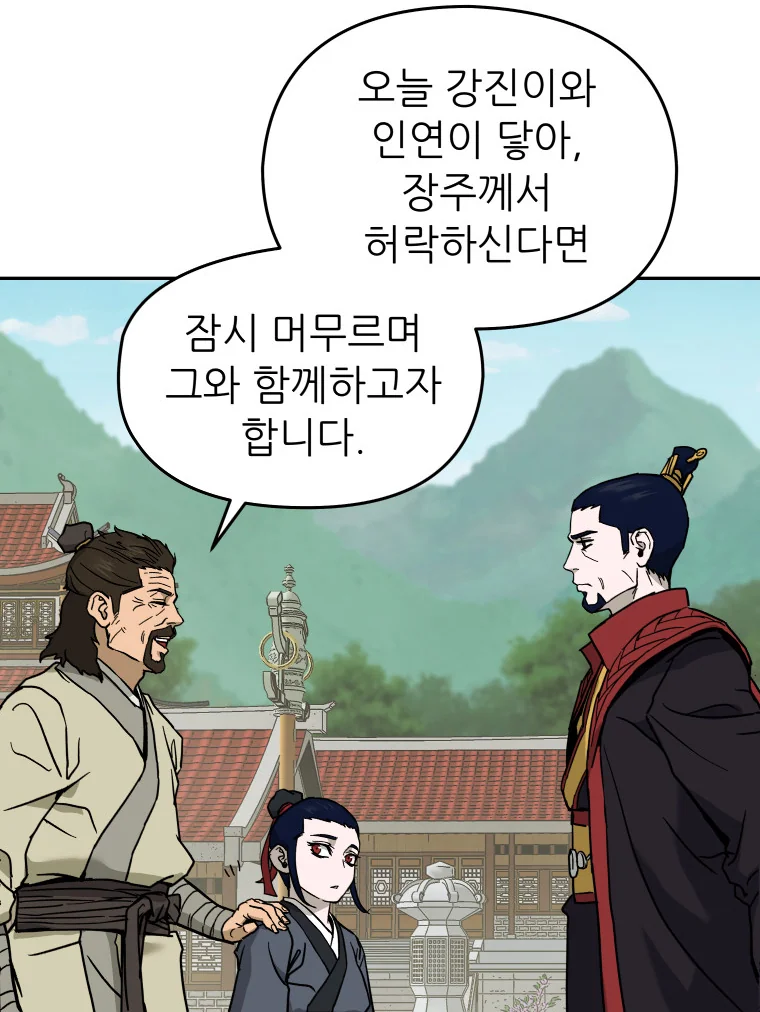 오늘 강진이와
인연이 닿아,
장주께서
허락하신다면
잠시 머무르며
그와 함께하고자
합니다.